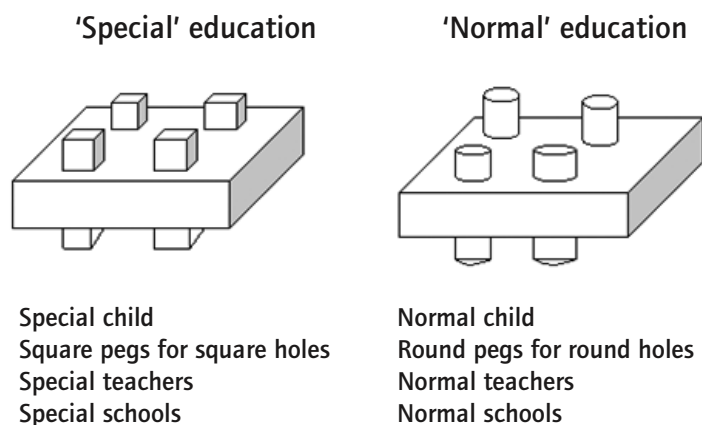 ‘Special’ education
‘Normal’ education
Special child
Square pegs for square holes
Special teachers
Special schools
Normal child
Round pegs for round holes
Normal teachers
Normal schools